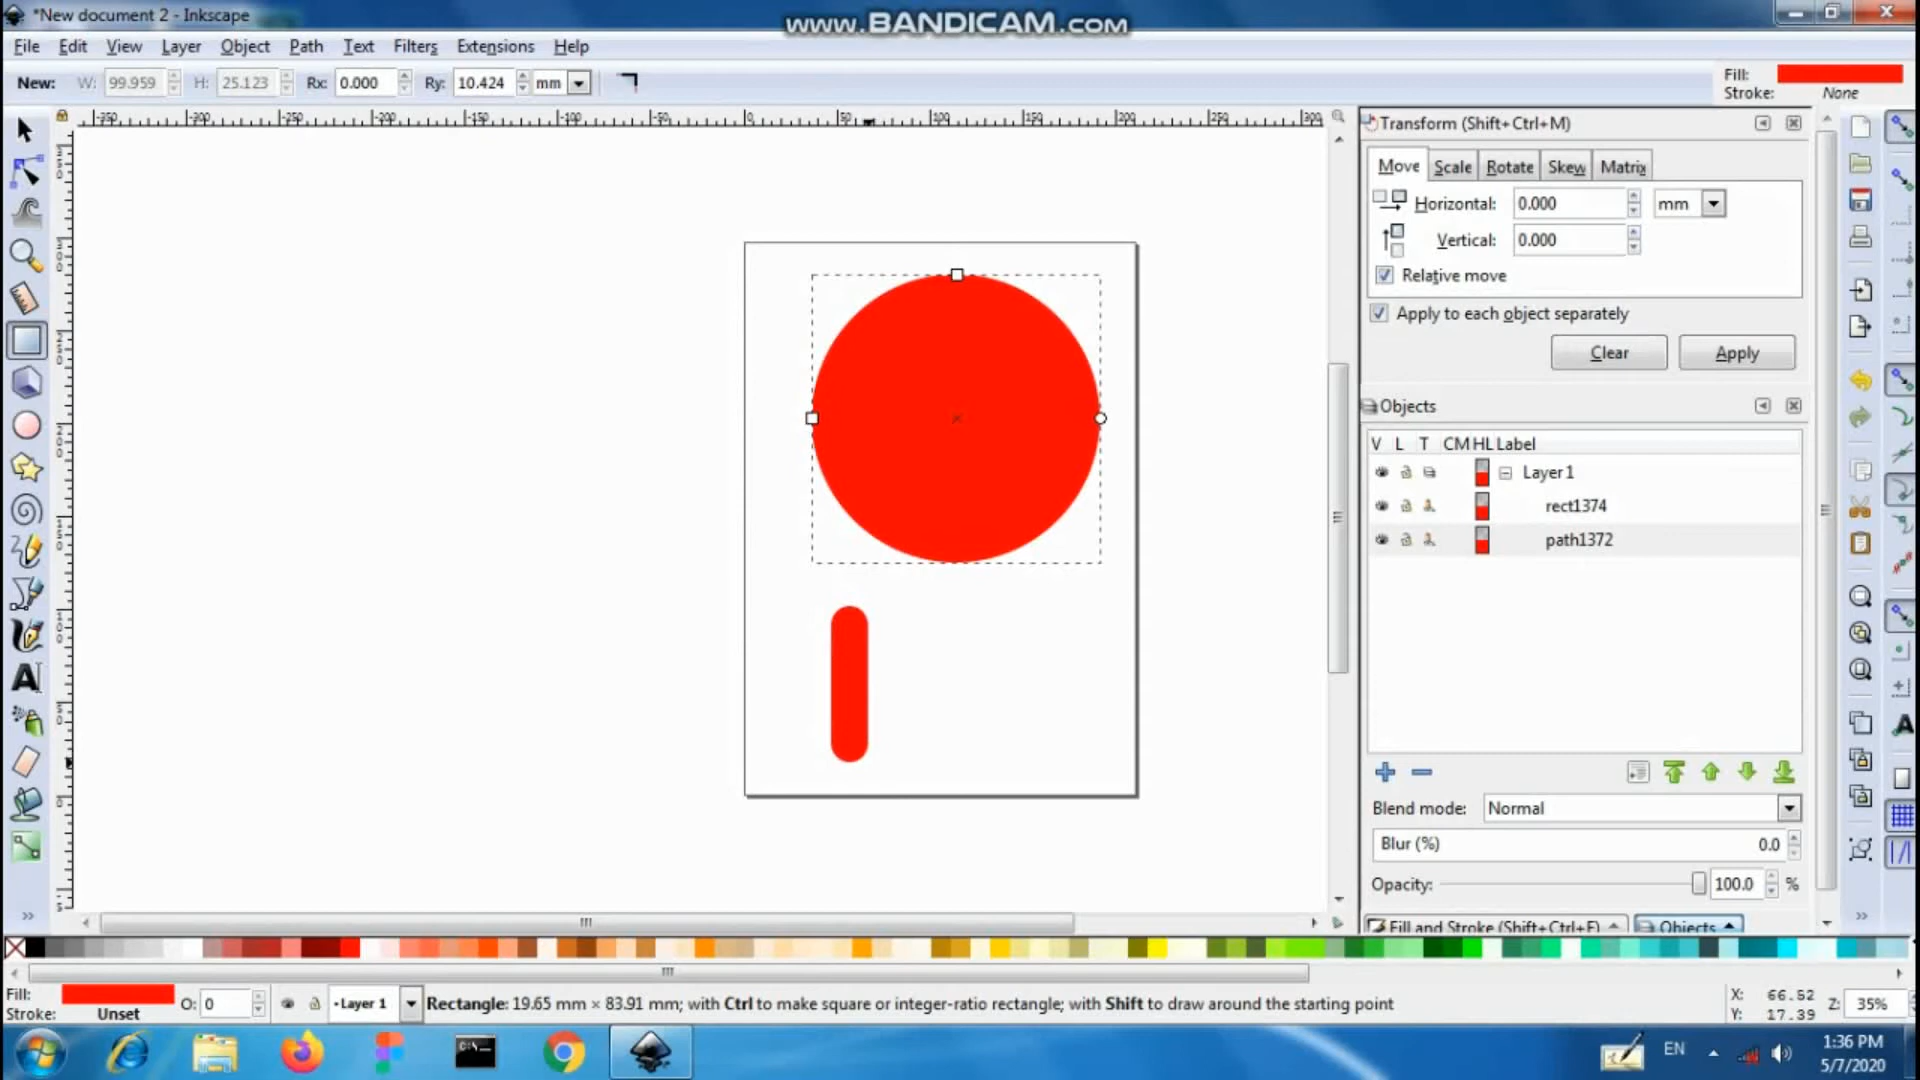 *New document 2 - Inkscape
www.BANDICAM.com
File Edit View Layer Object Path Text Filters Extensions Help
New: W: 99.959 H: 25.123 Rx: 0.000 Ry: 10.424 mm
Fill:
Stroke: None
Transform (Shift+Ctrl+M)
Move Scale Rotate Skew Matrix
Horizontal: 0.000 mm
Vertical: 0.000
Relative move
Apply to each object separately
Clear Apply
Objects
V L T CM HL Label
Layer 1
rect1374
path1372
Blend mode: Normal
Blur (%) 0.0
Opacity: 100.0 %
Fill and Stroke (Shift+Ctrl+F) Objects
Fill:
Stroke: Unset
O: 0 Layer 1 Rectangle: 19.65 mm × 83.91 mm; with Ctrl to make square or integer-ratio rectangle; with Shift to draw around the starting point
X: 66.52
Y: 17.39
Z: 35%
EN
1:36 PM
5/7/2020